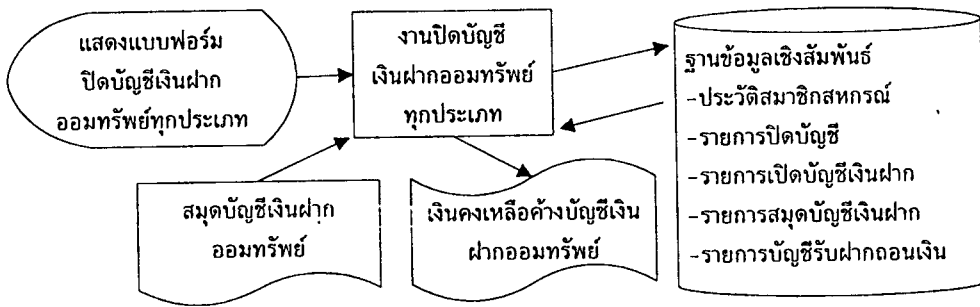 แสดงแบบฟอร์ม
ปิดบัญชีเงินฝาก
ออมทรัพย์ทุกประเภท
งานปิดบัญชี
เงินฝากออมทรัพย์
ทุกประเภท
ฐานข้อมูลเชิงสัมพันธ์
-ประวัติสมาชิกสหกรณ์
-รายการปิดบัญชี
-รายการเปิดบัญชีเงินฝาก
-รายการสมุดบัญชีเงินฝาก
-รายการบัญชีรับฝากถอนเงิน
สมุดบัญชีเงินฝาก
ออมทรัพย์
เงินคงเหลือค้างบัญชีเงิน
ฝากออมทรัพย์